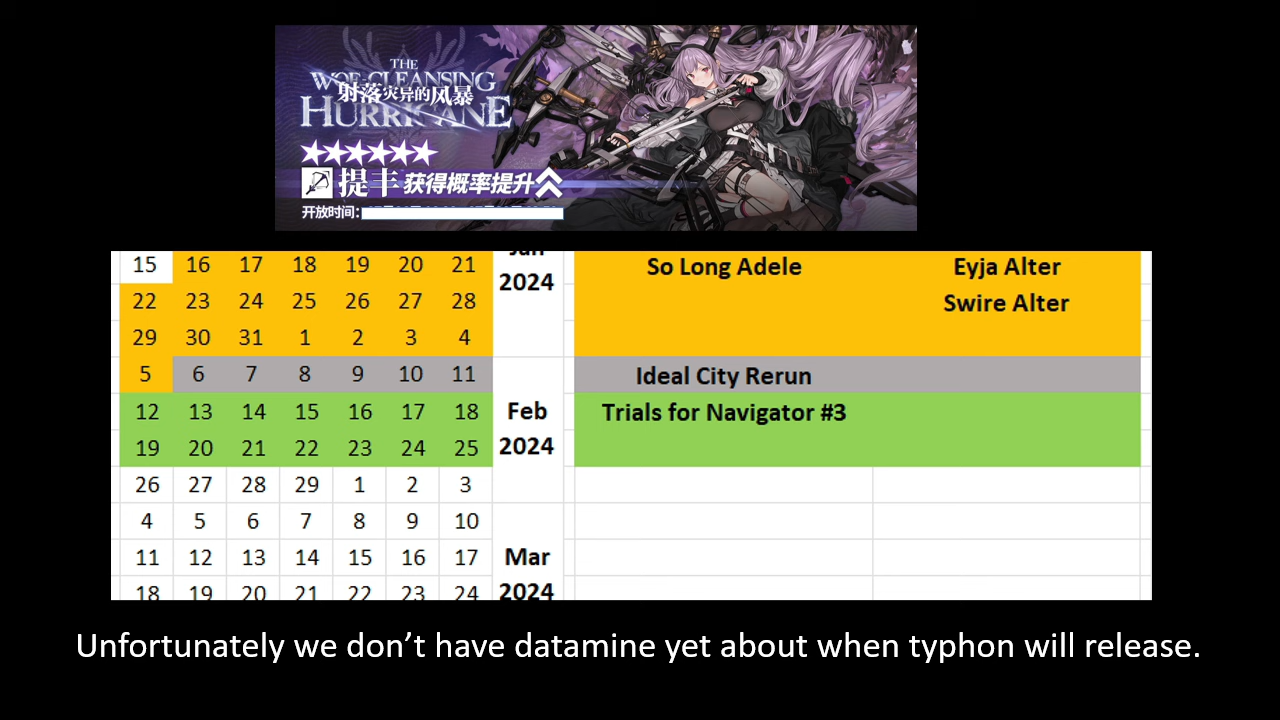 THE
WOE-CLEANSING
射落灾异的风暴
HURRICANE
提丰 获得概率提升
开放时间:
15 16 17 18 19 20 21 2024 So Long Adele Eyja Alter
22 23 24 25 26 27 28 Swire Alter
29 30 31 1 2 3 4
5 6 7 8 9 10 11 Ideal City Rerun
12 13 14 15 16 17 18 Feb Trials for Navigator #3
19 20 21 22 23 24 25 2024
26 27 28 29 1 2 3
4 5 6 7 8 9 10
11 12 13 14 15 16 17 Mar
18 19 20 21 22 23 24 2024
Unfortunately we don’t have datamine yet about when typhon will release.